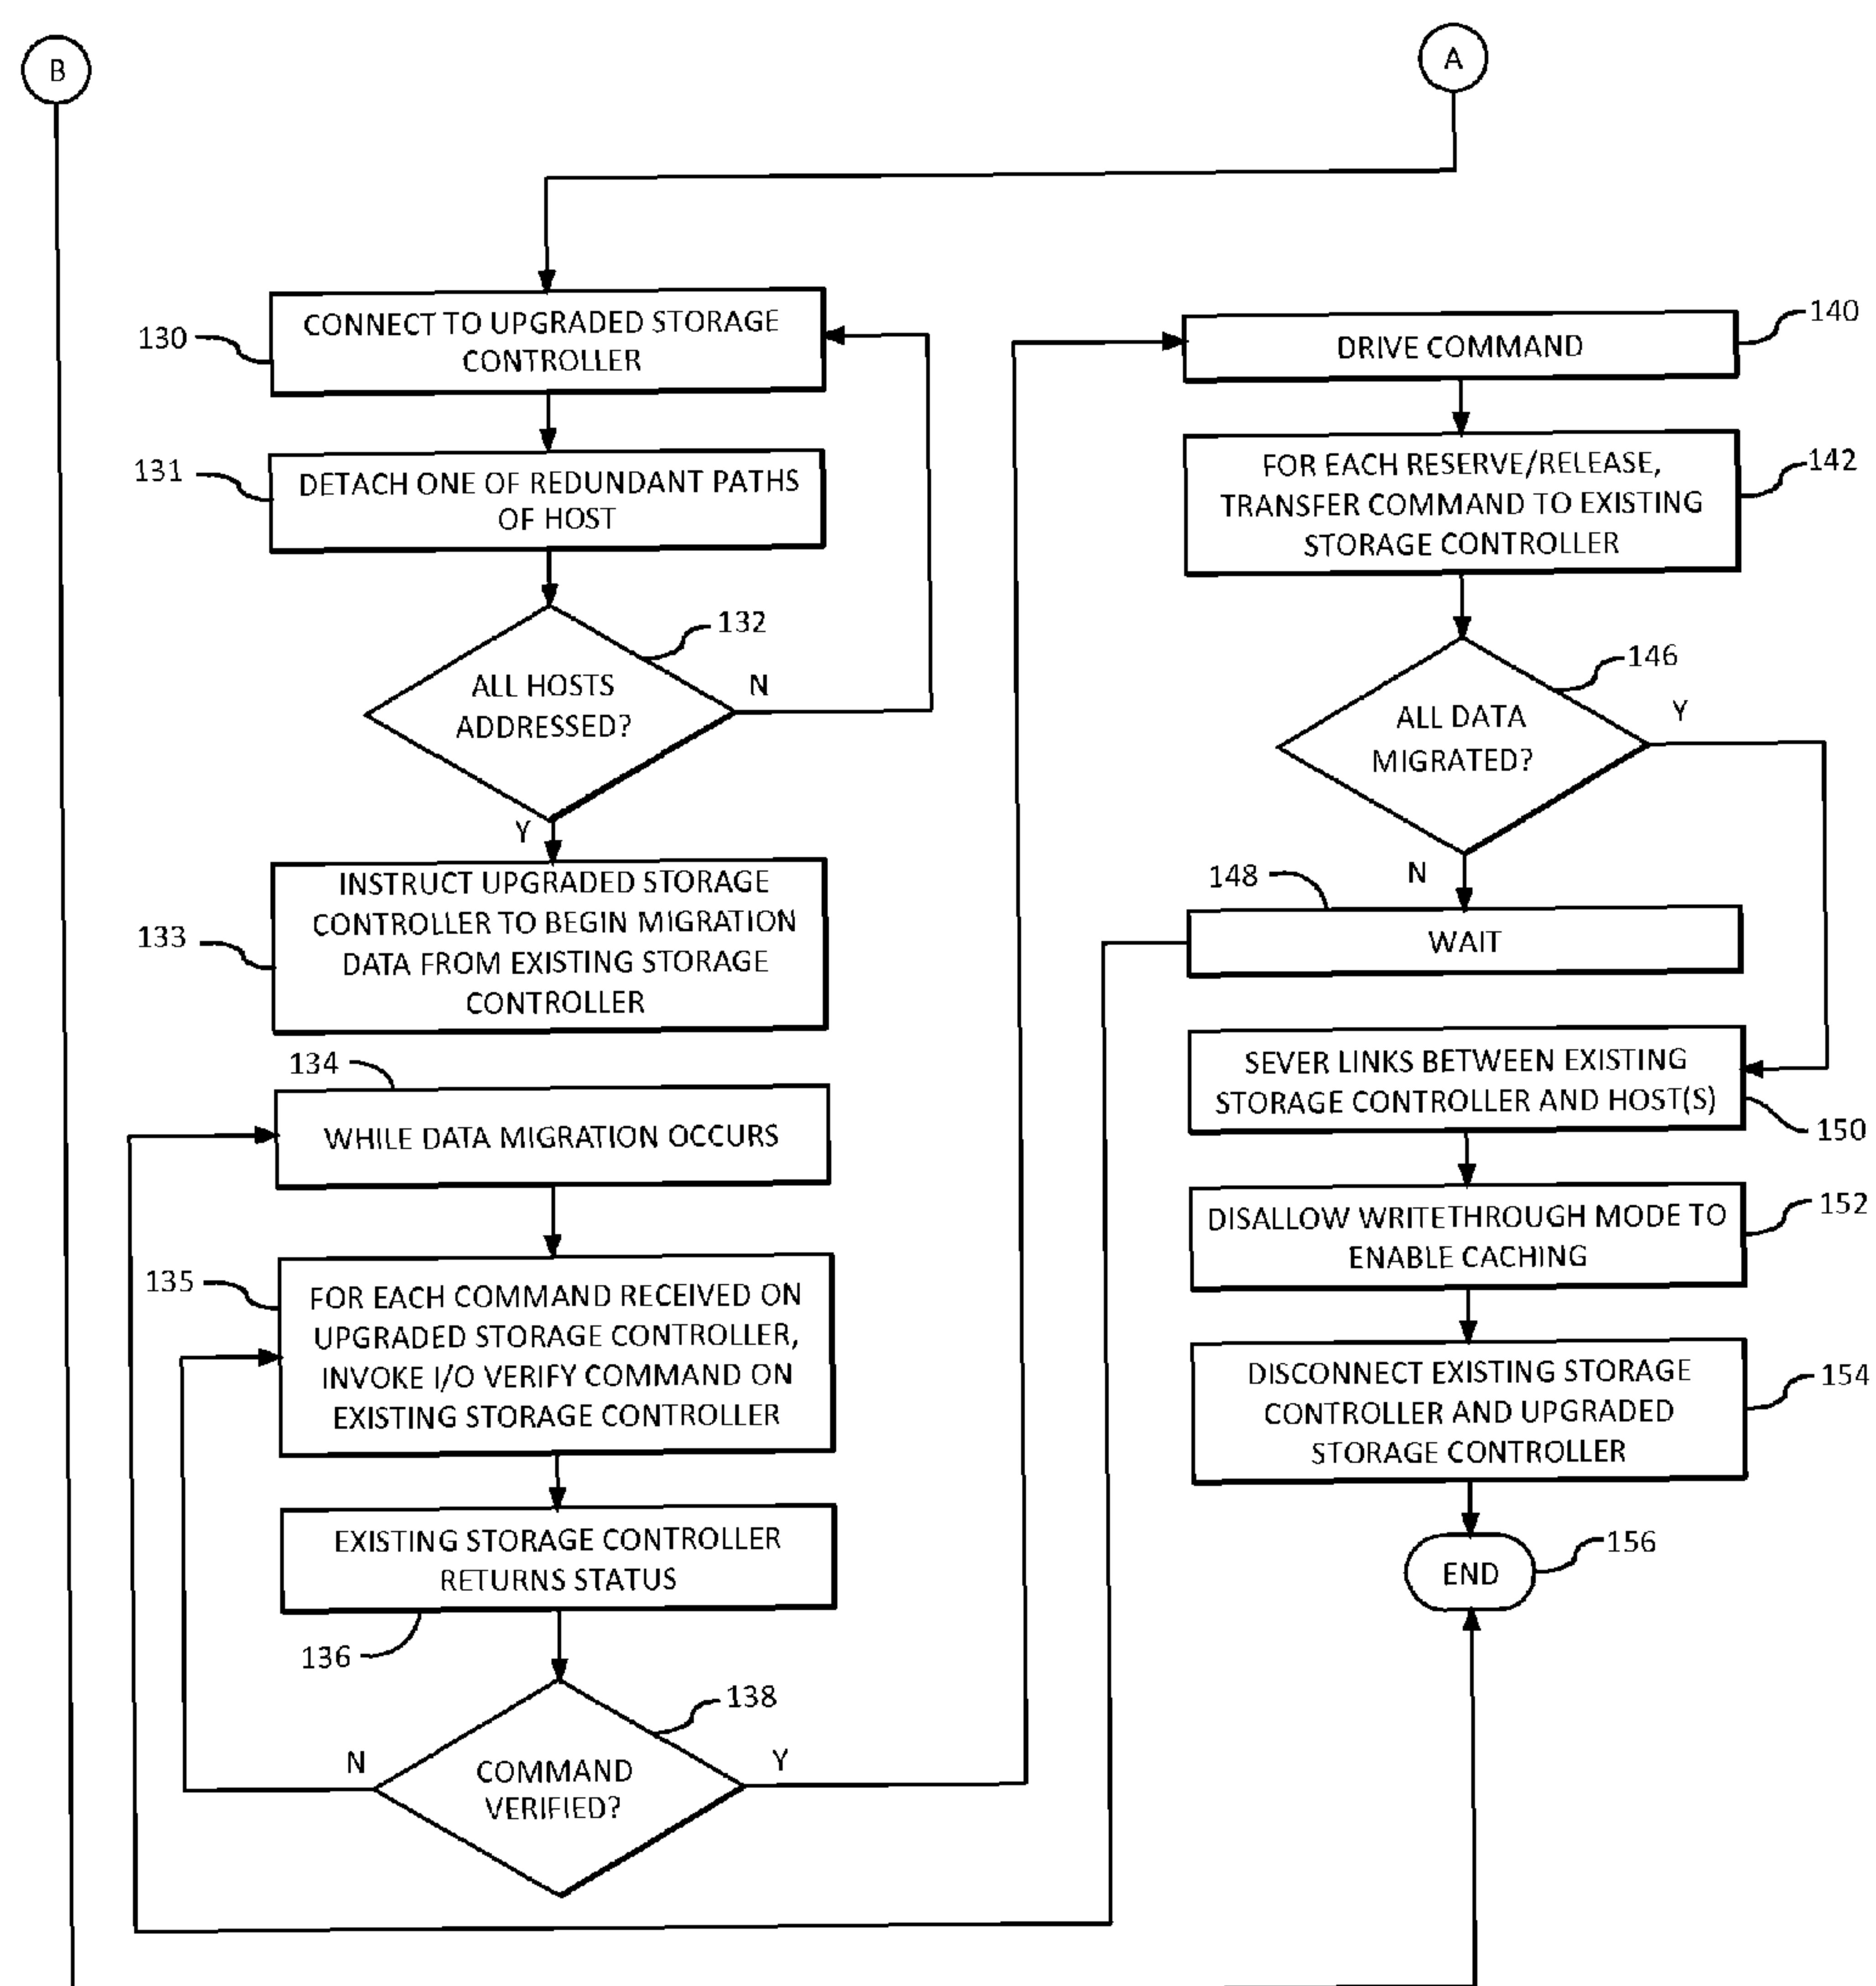 B
A
130
CONNECT TO UPGRADED STORAGE
CONTROLLER
131
DETACH ONE OF REDUNDANT PATHS
OF HOST
132
ALL HOSTS
ADDRESSED?
N
Y
133
INSTRUCT UPGRADED STORAGE
CONTROLLER TO BEGIN MIGRATION
DATA FROM EXISTING STORAGE
CONTROLLER
134
WHILE DATA MIGRATION OCCURS
135
FOR EACH COMMAND RECEIVED ON
UPGRADED STORAGE CONTROLLER,
INVOKE I/O VERIFY COMMAND ON
EXISTING STORAGE CONTROLLER
EXISTING STORAGE CONTROLLER
RETURNS STATUS
136
138
COMMAND
VERIFIED?
N
Y
140
DRIVE COMMAND
142
FOR EACH RESERVE/RELEASE,
TRANSFER COMMAND TO EXISTING
STORAGE CONTROLLER
146
ALL DATA
MIGRATED?
Y
N
148
WAIT
SEVER LINKS BETWEEN EXISTING
STORAGE CONTROLLER AND HOST(S)
150
152
DISALLOW WRITETHROUGH MODE TO
ENABLE CACHING
154
DISCONNECT EXISTING STORAGE
CONTROLLER AND UPGRADED
STORAGE CONTROLLER
156
END